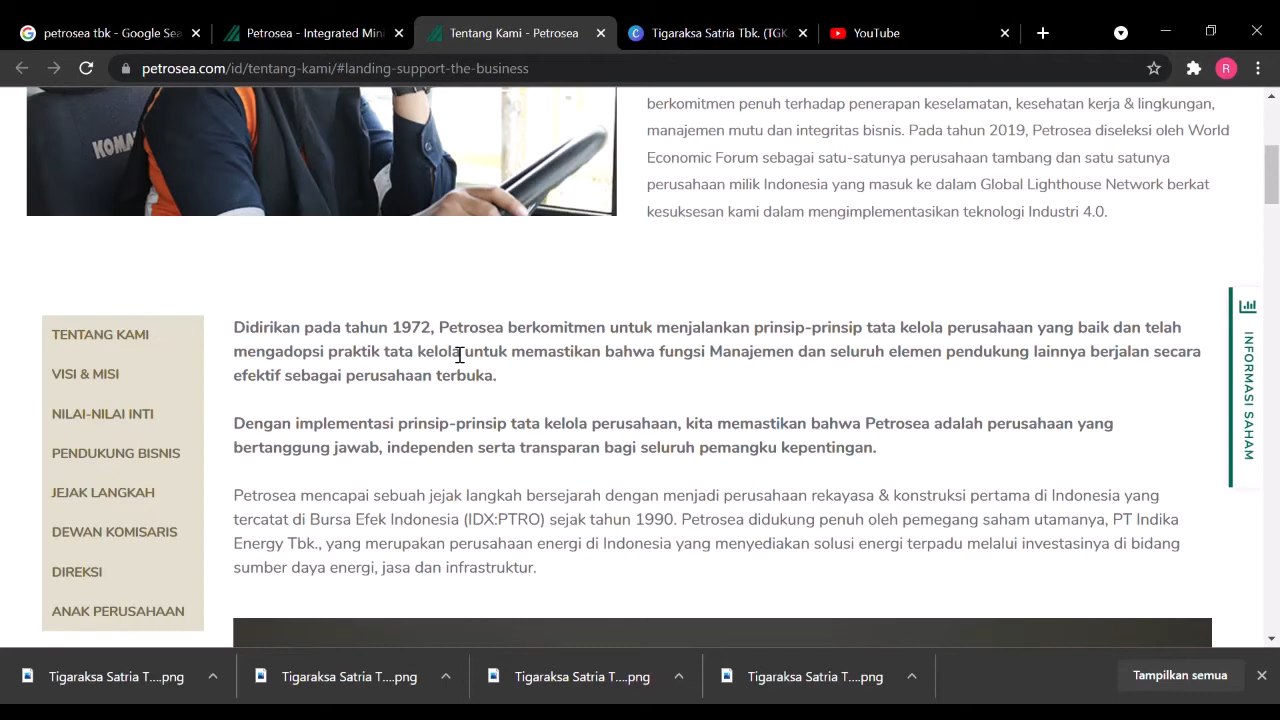 petrosea tbk - Google Sea
Petrosea - Integrated Mini
Tentang Kami - Petrosea
Tigaraksa Satria Tbk. (TGK
YouTube
petrosea.com/id/tentang-kami/#landing-support-the-business
R
KOMA
berkomitmen penuh terhadap penerapan keselamatan, kesehatan kerja & lingkungan,
manajemen mutu dan integritas bisnis. Pada tahun 2019, Petrosea diseleksi oleh World
Economic Forum sebagai satu-satunya perusahaan tambang dan satu satunya
perusahaan milik Indonesia yang masuk ke dalam Global Lighthouse Network berkat
kesuksesan kami dalam mengimplementasikan teknologi Industri 4.0.
TENTANG KAMI
VISI & MISI
NILAI-NILAI INTI
PENDUKUNG BISNIS
JEJAK LANGKAH
DEWAN KOMISARIS
DIREKSI
ANAK PERUSAHAAN
Didirikan pada tahun 1972, Petrosea berkomitmen untuk menjalankan prinsip-prinsip tata kelola perusahaan yang baik dan telah
mengadopsi praktik tata kelola untuk memastikan bahwa fungsi Manajemen dan seluruh elemen pendukung lainnya berjalan secara
efektif sebagai perusahaan terbuka.
Dengan implementasi prinsip-prinsip tata kelola perusahaan, kita memastikan bahwa Petrosea adalah perusahaan yang
bertanggung jawab, independen serta transparan bagi seluruh pemangku kepentingan.
Petrosea mencapai sebuah jejak langkah bersejarah dengan menjadi perusahaan rekayasa & konstruksi pertama di Indonesia yang
tercatat di Bursa Efek Indonesia (IDX:PTRO) sejak tahun 1990. Petrosea didukung penuh oleh pemegang saham utamanya, PT Indika
Energy Tbk., yang merupakan perusahaan energi di Indonesia yang menyediakan solusi energi terpadu melalui investasinya di bidang
sumber daya energi, jasa dan infrastruktur.
INFORMASI SAHAM
Tigaraksa Satria T....png
Tigaraksa Satria T....png
Tigaraksa Satria T....png
Tigaraksa Satria T....png
Tampilkan semua